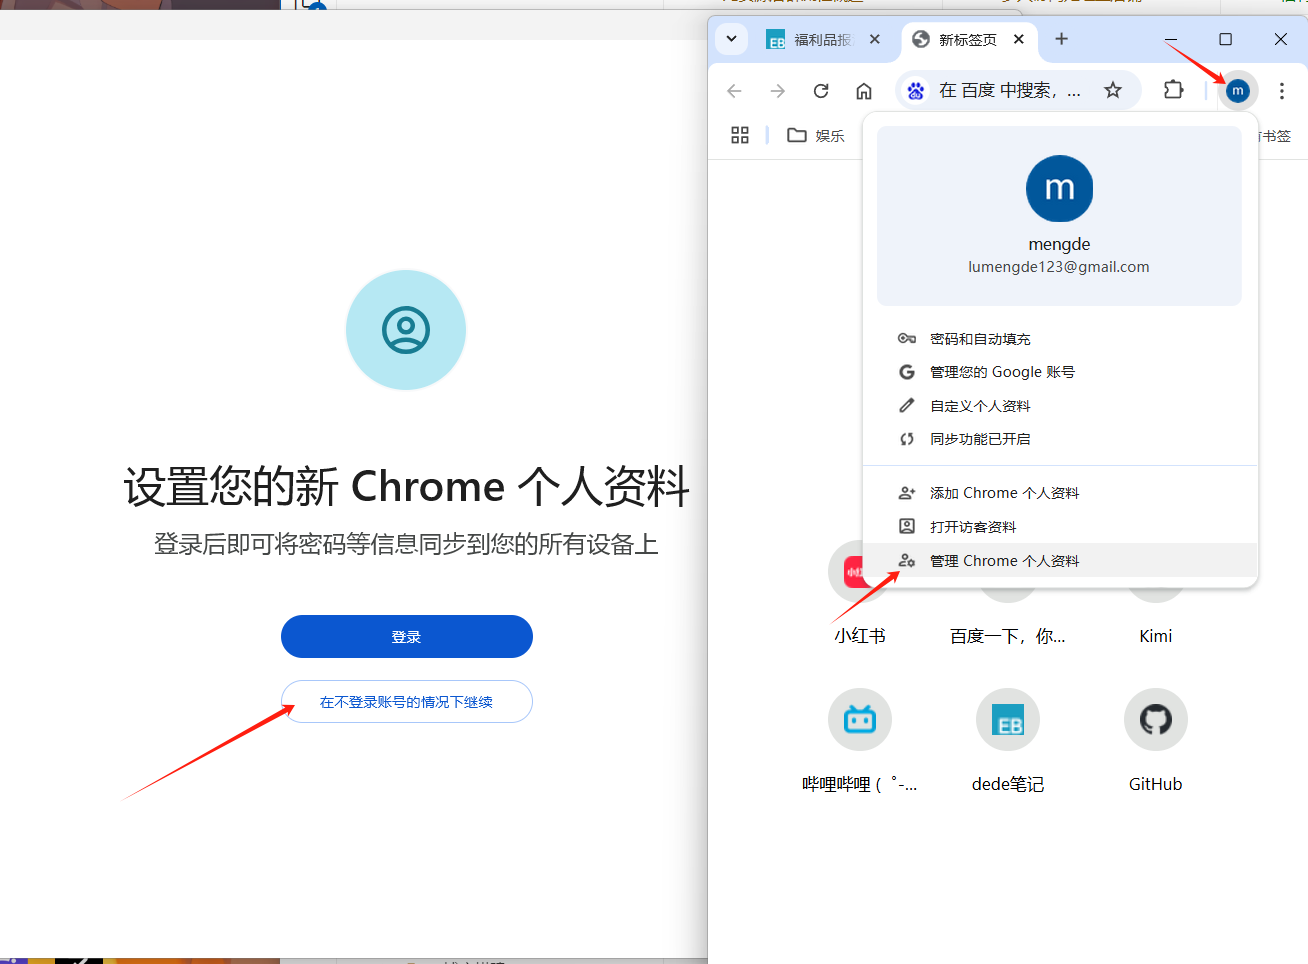 设置您的新 Chrome 个人资料
登录后即可将密码等信息同步到您的所有设备上
登录
在不登录账号的情况下继续
福利品报
新标签页
在 百度 中搜索，...
m
娱乐
书签
m
mengde
lumengde123@gmail.com
密码和自动填充
管理您的 Google 账号
自定义个人资料
同步功能已开启
添加 Chrome 个人资料
打开访客资料
管理 Chrome 个人资料
小红书
百度一下，你...
Kimi
EB
哔哩哔哩 ( ゜-...
dede笔记
GitHub